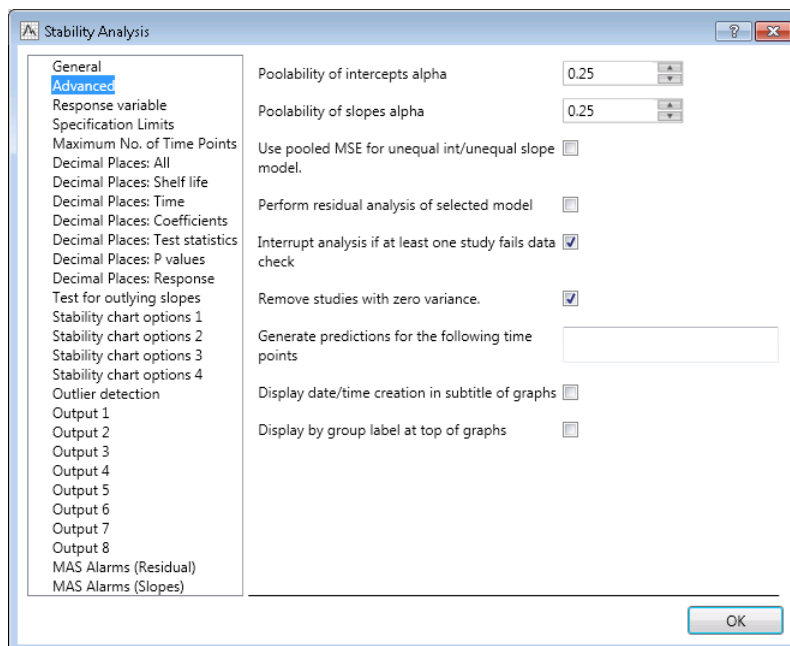 Stability Analysis
General
Advanced
Response variable
Specification Limits
Maximum No. of Time Points
Decimal Places: All
Decimal Places: Shelf life
Decimal Places: Time
Decimal Places: Coefficients
Decimal Places: Test statistics
Decimal Places: P values
Decimal Places: Response
Test for outlying slopes
Stability chart options 1
Stability chart options 2
Stability chart options 3
Stability chart options 4
Outlier detection
Output 1
Output 2
Output 3
Output 4
Output 5
Output 6
Output 7
Output 8
MAS Alarms (Residual)
MAS Alarms (Slopes)
Poolability of intercepts alpha
0.25
Poolability of slopes alpha
0.25
Use pooled MSE for unequal int/unequal slope
model.
Perform residual analysis of selected model
Interrupt analysis if at least one study fails data
check
Remove studies with zero variance.
Generate predictions for the following time
points
Display date/time creation in subtitle of graphs
Display by group label at top of graphs
OK